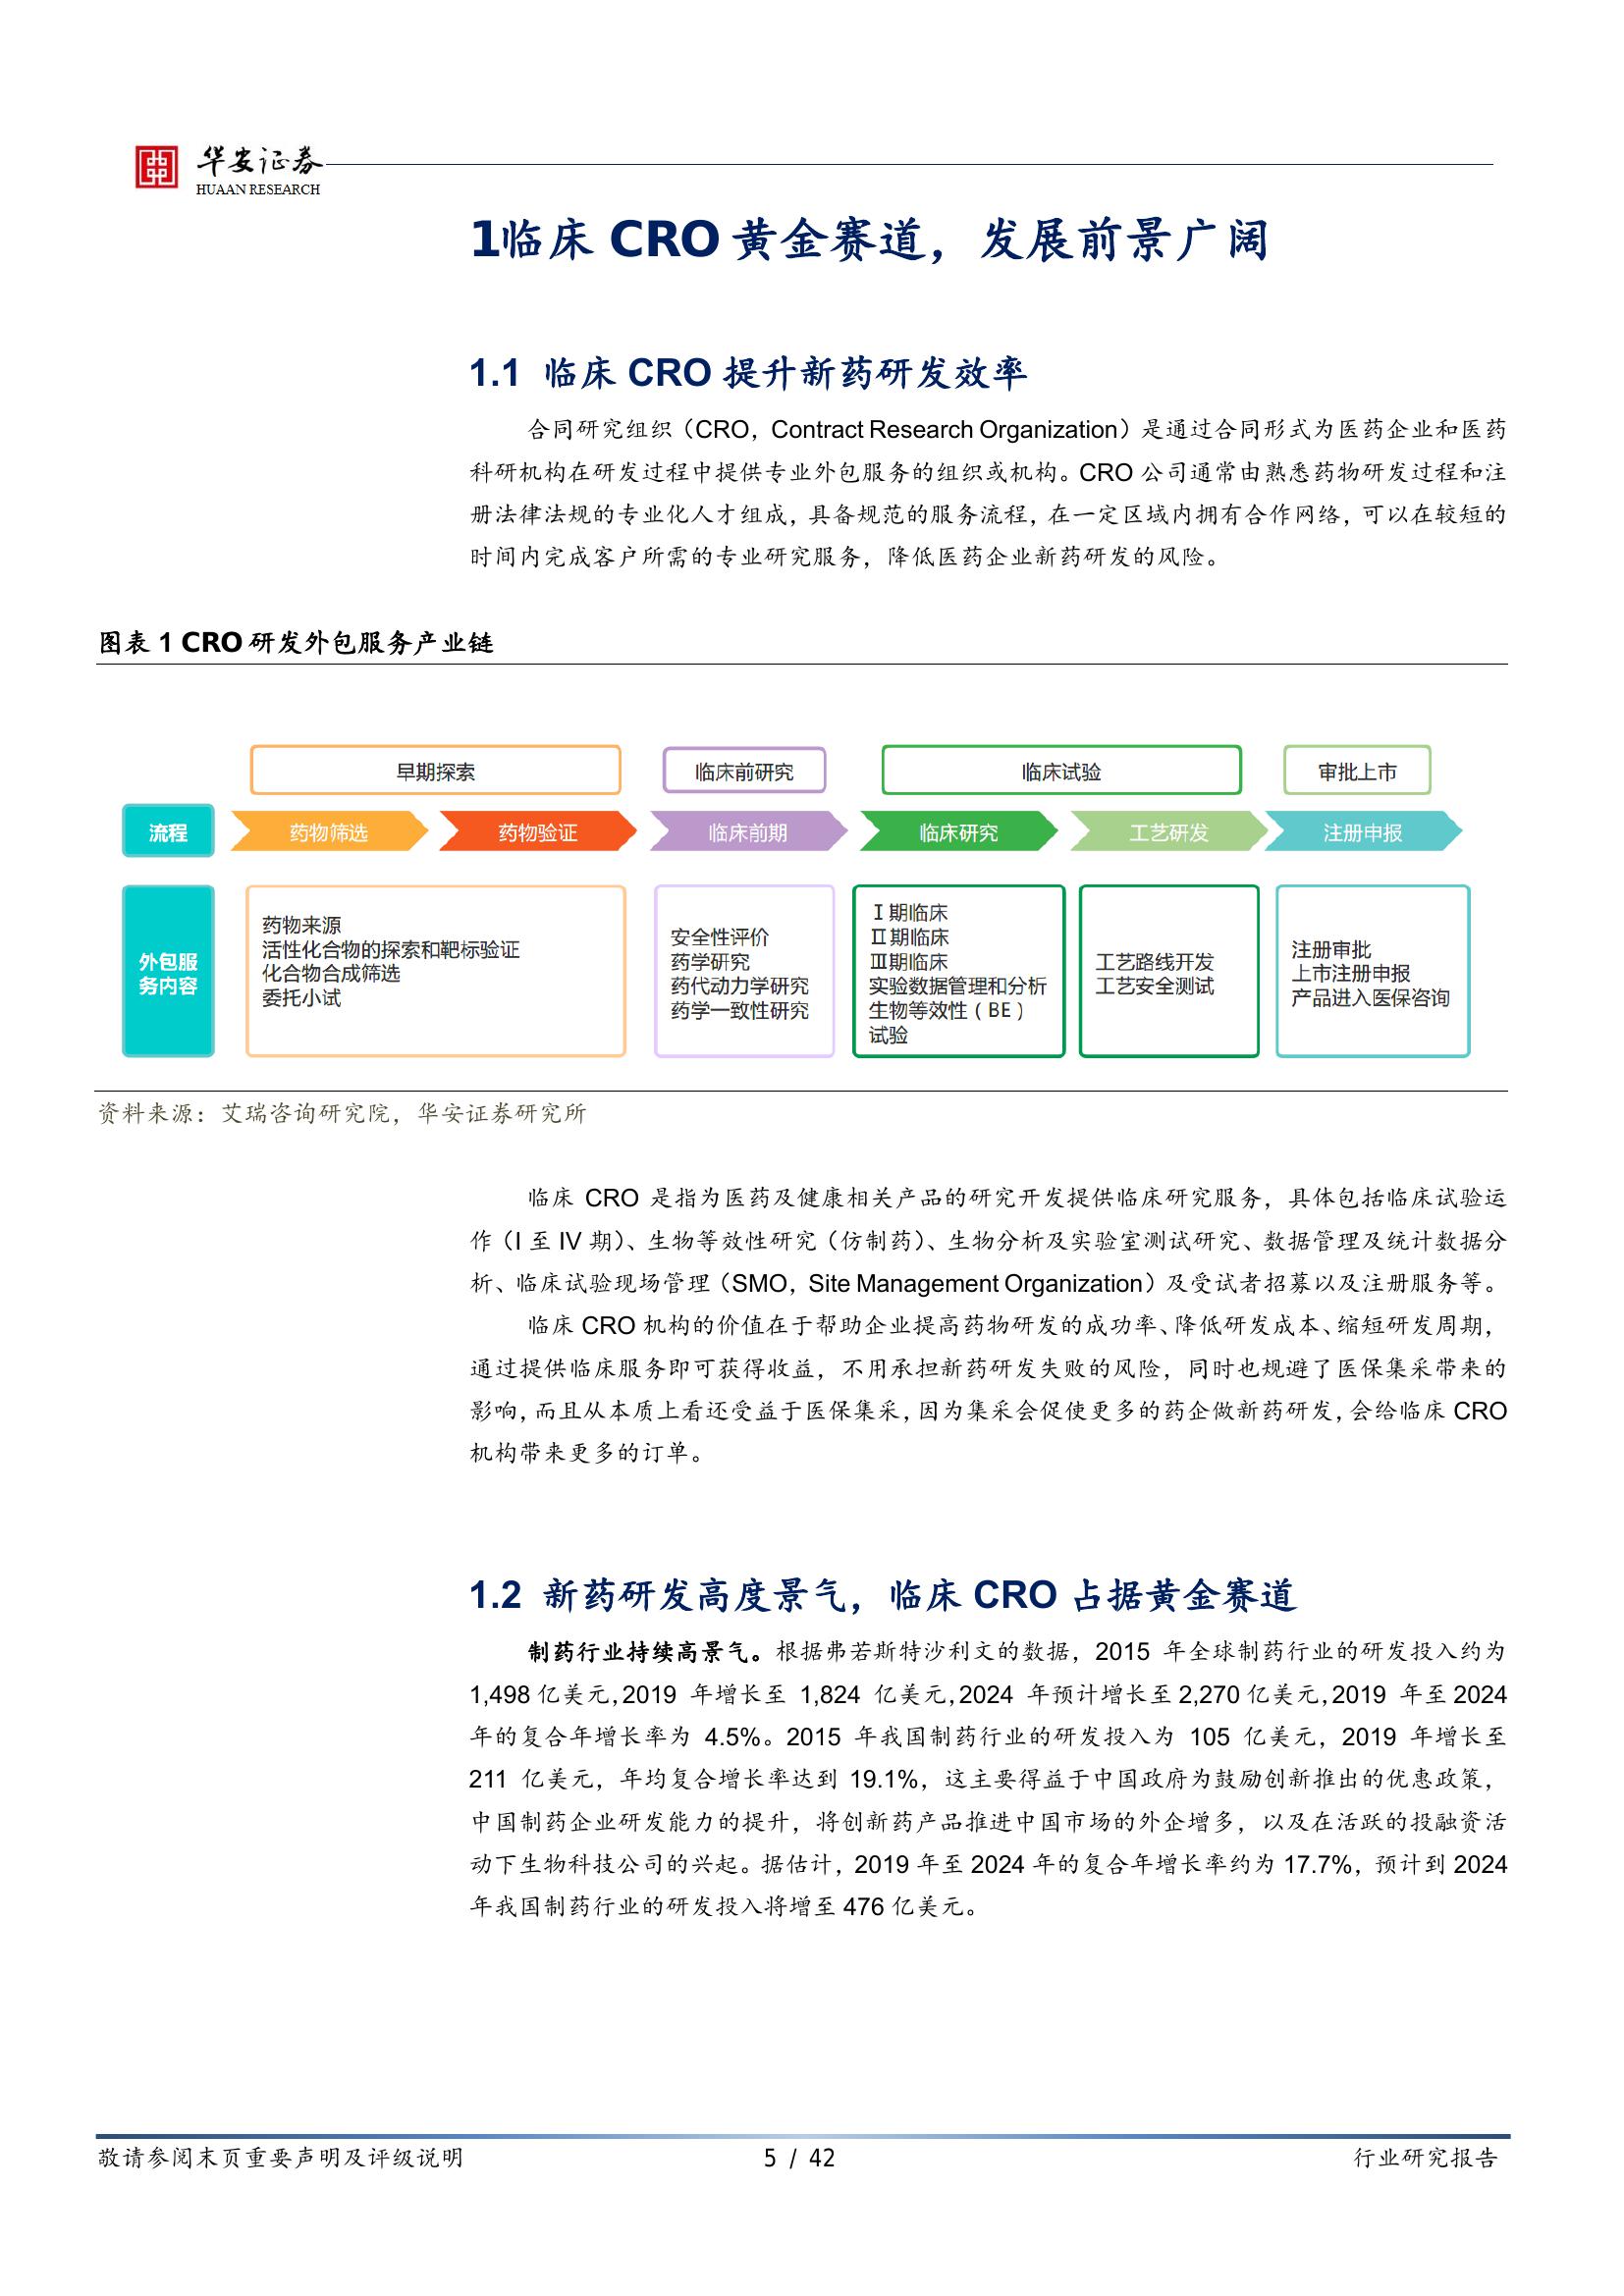 华安证券
HUAAN RESEARCH
1临床 CRO 黄金赛道，发展前景广阔
1.1 临床 CRO 提升新药研发效率
合同研究组织（CRO，Contract Research Organization）是通过合同形式为医药企业和医药
科研机构在研发过程中提供专业外包服务的组织或机构。CRO 公司通常由熟悉药物研发过程和注
册法律法规的专业化人才组成，具备规范的服务流程，在一定区域内拥有合作网络，可以在较短的
时间内完成客户所需的专业研究服务，降低医药企业新药研发的风险。
图表 1 CRO 研发外包服务产业链
早期探索
临床前研究
临床试验
审批上市
流程
药物筛选
药物验证
临床前期
临床研究
工艺研发
注册申报
外包服
务内容
药物来源
活性化合物的探索和靶标验证
化合物合成筛选
委托小试
安全性评价
药学研究
药代动力学研究
药学一致性研究
Ⅰ期临床
Ⅱ期临床
Ⅲ期临床
实验数据管理和分析
生物等效性（BE）
试验
工艺路线开发
工艺安全测试
注册审批
上市注册申报
产品进入医保咨询
资料来源：艾瑞咨询研究院，华安证券研究所
临床 CRO 是指为医药及健康相关产品的研究开发提供临床研究服务，具体包括临床试验运
作（I 至 IV 期）、生物等效性研究（仿制药）、生物分析及实验室测试研究、数据管理及统计数据分
析、临床试验现场管理（SMO，Site Management Organization）及受试者招募以及注册服务等。
临床 CRO 机构的价值在于帮助企业提高药物研发的成功率、降低研发成本、缩短研发周期，
通过提供临床服务即可获得收益，不用承担新药研发失败的风险，同时也规避了医保集采带来的
影响，而且从本质上看还受益于医保集采，因为集采会促使更多的药企做新药研发，会给临床 CRO
机构带来更多的订单。
1.2 新药研发高度景气，临床 CRO 占据黄金赛道
制药行业持续高景气。根据弗若斯特沙利文的数据，2015 年全球制药行业的研发投入约为
1,498 亿美元，2019 年增长至 1,824 亿美元，2024 年预计增长至 2,270 亿美元，2019 年至 2024
年的复合年增长率为 4.5%。2015 年我国制药行业的研发投入为 105 亿美元，2019 年增长至
211 亿美元，年均复合增长率达到 19.1%，这主要得益于中国政府为鼓励创新推出的优惠政策，
中国制药企业研发能力的提升，将创新药产品推进中国市场的外企增多，以及在活跃的投融资活
动下生物科技公司的兴起。据估计，2019 年至 2024 年的复合年增长率约为 17.7%，预计到 2024
年我国制药行业的研发投入将增至 476 亿美元。
敬请参阅末页重要声明及评级说明
5 / 42
行业研究报告